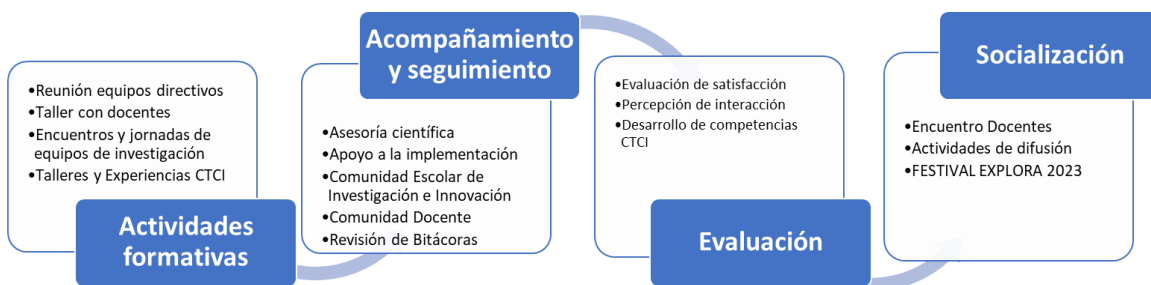 •Reunión equipos directivos
•Taller con docentes
•Encuentros y jornadas de
equipos de investigación
•Talleres y Experiencias CTCI
Actividades
formativas
Acompañamiento
y seguimiento
•Asesoría científica
•Apoyo a la implementación
•Comunidad Escolar de
Investigación e Innovación
•Comunidad Docente
•Revisión de Bitácoras
•Evaluación de satisfacción
•Percepción de interacción
•Desarrollo de competencias
CTCI
Evaluación
Socialización
•Encuentro Docentes
•Actividades de difusión
•FESTIVAL EXPLORA 2023